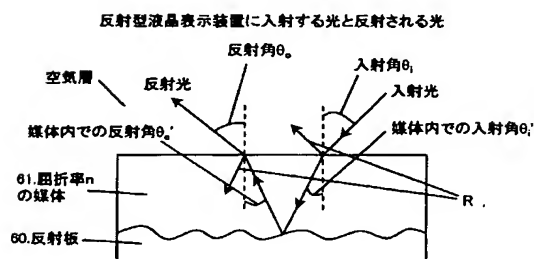 反射型液晶表示装置に入射する光と反射される光
反射角θₒ
入射角θᵢ
空気層
反射光
入射光
媒体内での反射角θₒ'
媒体内での入射角θᵢ'
61.屈折率n
の媒体
R
60.反射板